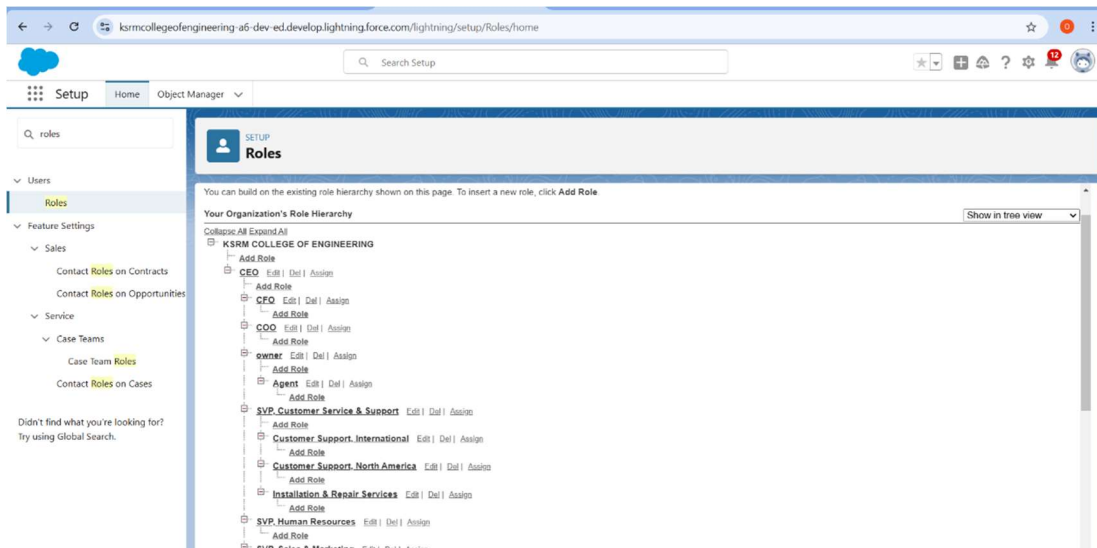 ksrmcollegeofengineering-a6-dev-ed.develop.lightning.force.com/lightning/setup/Roles/home
O
Search Setup
12
Setup
Home
Object Manager
roles
SETUP
Roles
Users
Roles
Feature Settings
Sales
Contact Roles on Contracts
Contact Roles on Opportunities
Service
Case Teams
Case Team Roles
Contact Roles on Cases
Didn't find what you're looking for?
Try using Global Search.
You can build on the existing role hierarchy shown on this page. To insert a new role, click Add Role.
Your Organization's Role Hierarchy
Show in tree view
Collapse All Expand All
KSRM COLLEGE OF ENGINEERING
Add Role
CEO Edit | Del | Assign
Add Role
CFO Edit | Del | Assign
Add Role
COO Edit | Del | Assign
Add Role
owner Edit | Del | Assign
Add Role
Agent Edit | Del | Assign
Add Role
SVP, Customer Service & Support Edit | Del | Assign
Add Role
Customer Support, International Edit | Del | Assign
Add Role
Customer Support, North America Edit | Del | Assign
Add Role
Installation & Repair Services Edit | Del | Assign
Add Role
SVP, Human Resources Edit | Del | Assign
Add Role
SVP, Sales & Marketing Edit | Del | Assign